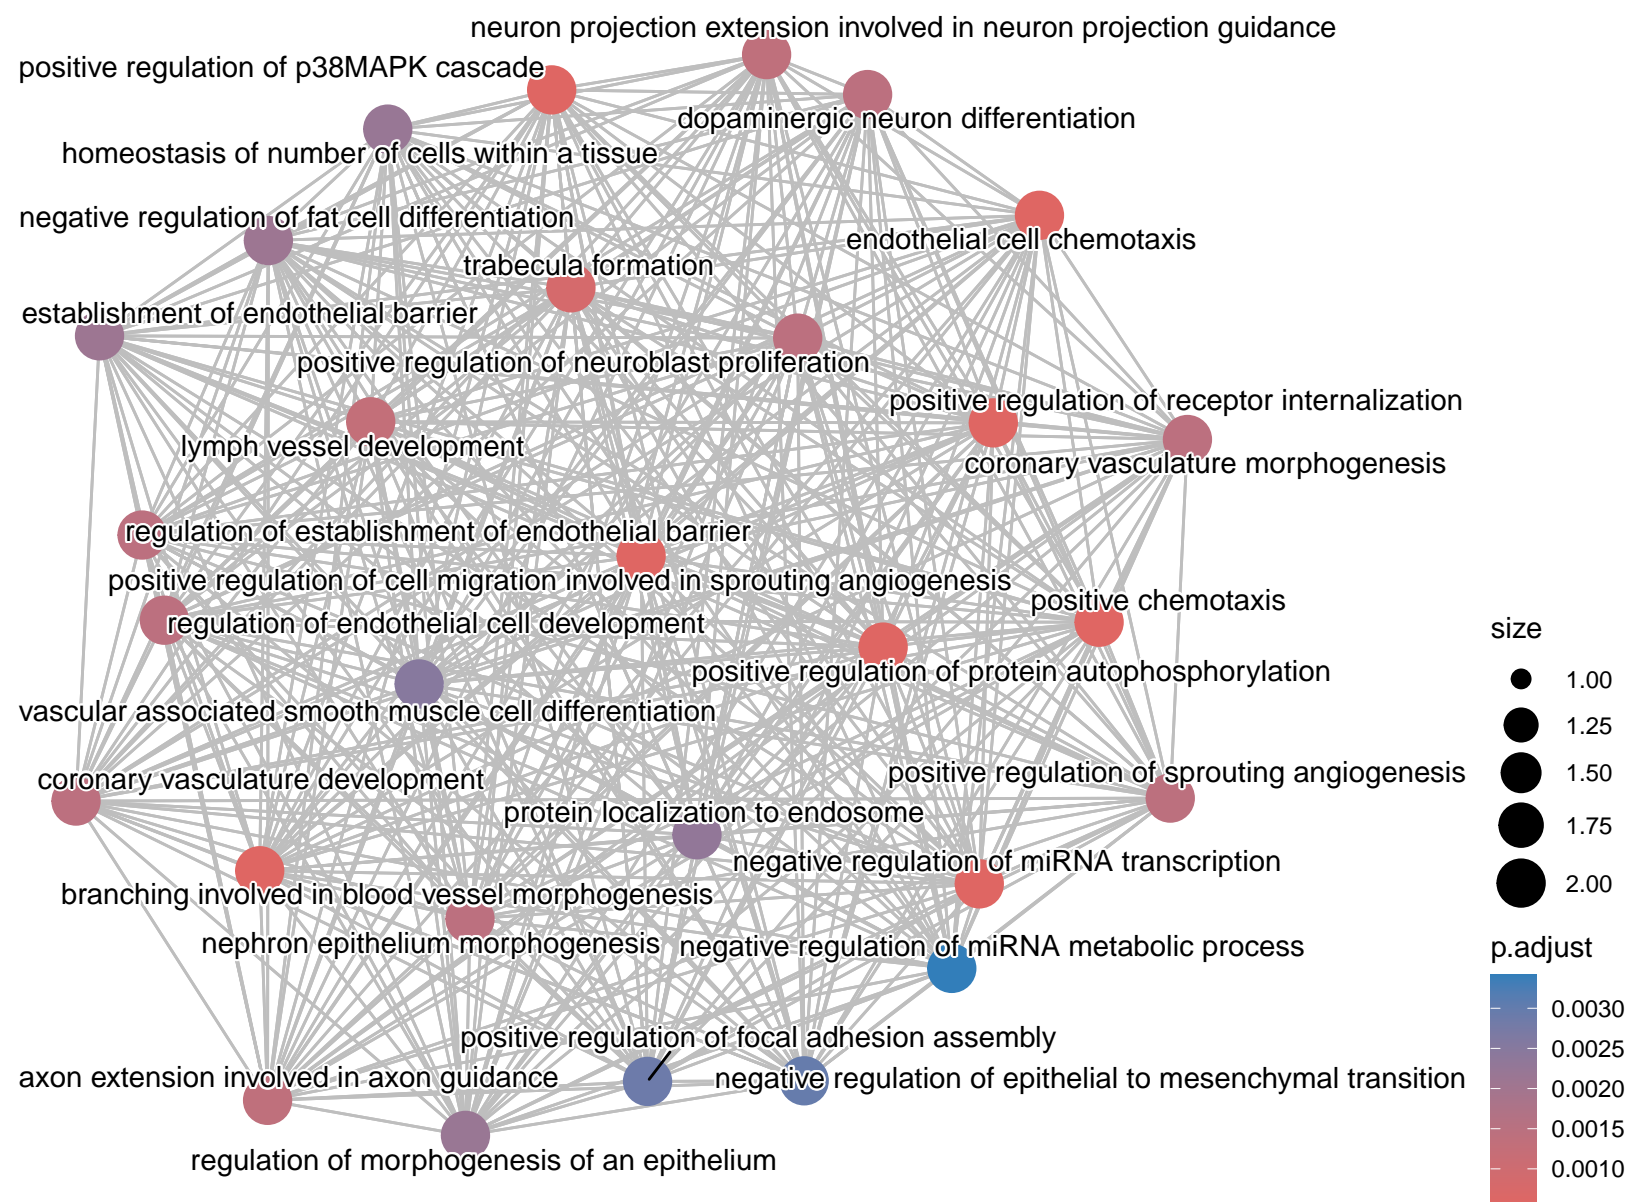 neuron projection extension involved in neuron projection guidance
positive regulation of p38MAPK cascade
dopaminergic neuron differentiation
homeostasis of number of cells within a tissue
negative regulation of fat cell differentiation
endothelial cell chemotaxis
trabecula formation
establishment of endothelial barrier
positive regulation of neuroblast proliferation
positive regulation of receptor internalization
lymph vessel development
coronary vasculature morphogenesis
regulation of establishment of endothelial barrier
positive regulation of cell migration involved in sprouting angiogenesis
positive chemotaxis
regulation of endothelial cell development
positive regulation of protein autophosphorylation
vascular associated smooth muscle cell differentiation
coronary vasculature development
positive regulation of sprouting angiogenesis
protein localization to endosome
negative regulation of miRNA transcription
branching involved in blood vessel morphogenesis
nephron epithelium morphogenesis
negative regulation of miRNA metabolic process
positive regulation of focal adhesion assembly
axon extension involved in axon guidance
negative regulation of epithelial to mesenchymal transition
regulation of morphogenesis of an epithelium
size
1.00
1.25
1.50
1.75
2.00
p.adjust
0.0030
0.0025
0.0020
0.0015
0.0010